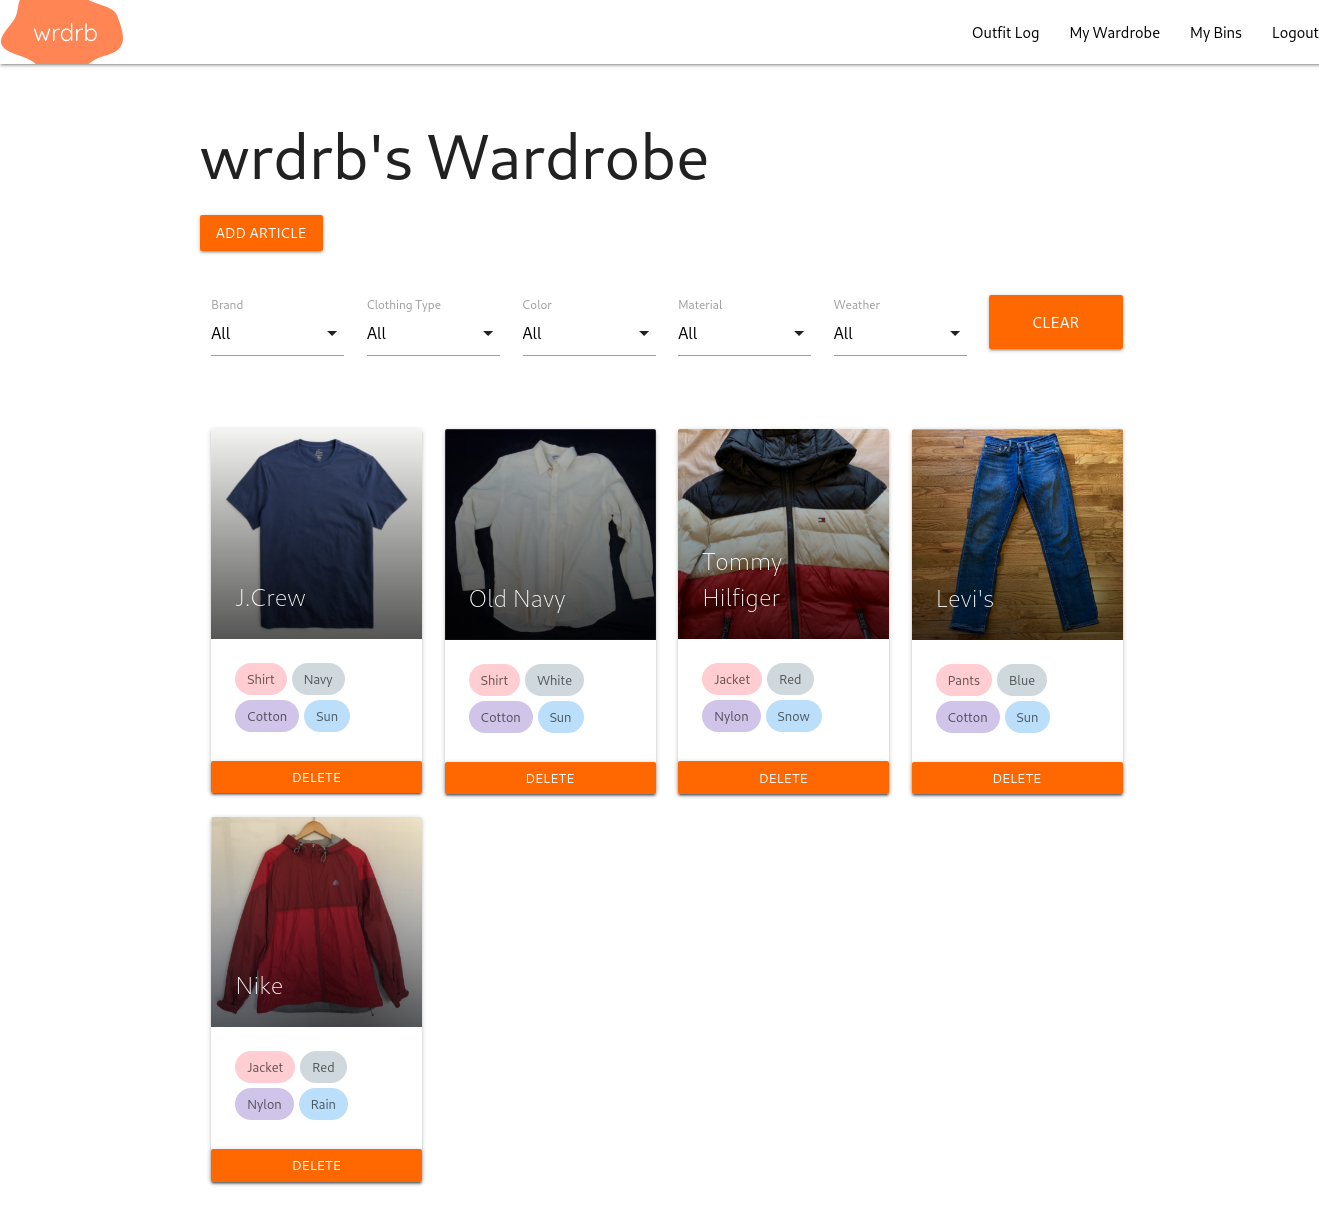 wrdrb
Outfit Log My Wardrobe My Bins Logout
wrdrb's Wardrobe
ADD ARTICLE
Brand Clothing Type Color Material Weather
All All All All All CLEAR
J.Crew
Shirt Navy
Cotton Sun
DELETE
Old Navy
Shirt White
Cotton Sun
DELETE
Tommy
Hilfiger
Jacket Red
Nylon Snow
DELETE
Levi's
Pants Blue
Cotton Sun
DELETE
Nike
Jacket Red
Nylon Rain
DELETE